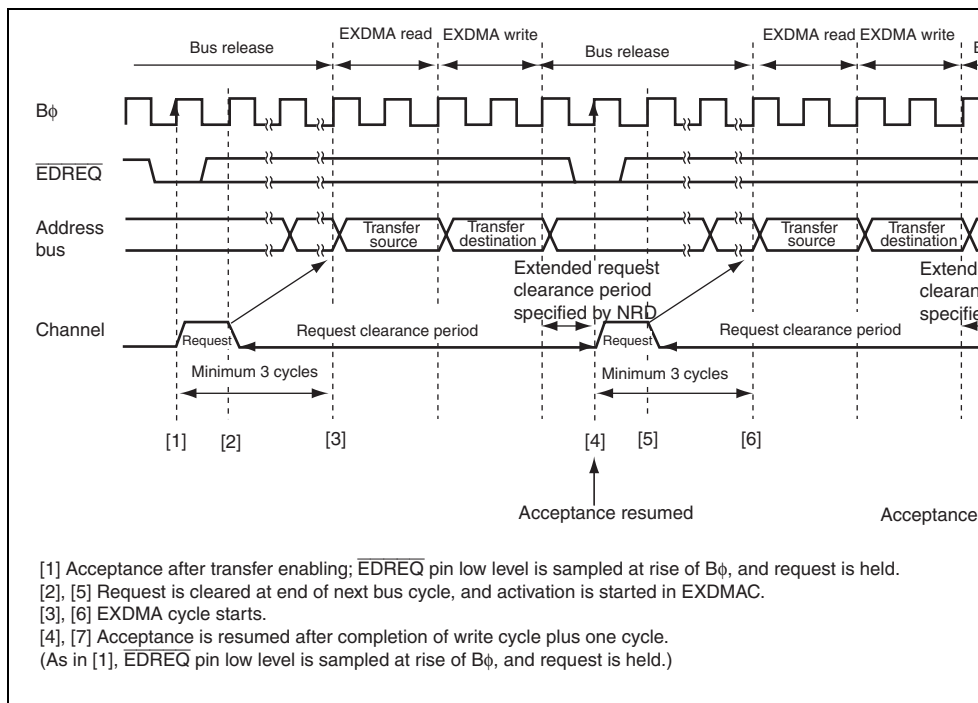 EXDMA read EXDMA write EXDMA read EXDMA write
Bus release Bus release
Bφ
EDREQ
Address
bus
Transfer
source
Transfer
destination
Transfer
source
Transfer
destination
Extended request
clearance period
specified by NRD
Channel
Request
Request clearance period
Request
Request clearance period
Minimum 3 cycles
Minimum 3 cycles
[1] [2] [3] [4] [5] [6]
Acceptance resumed
Acceptance
[1] Acceptance after transfer enabling; EDREQ pin low level is sampled at rise of Bφ, and request is held.
[2], [5] Request is cleared at end of next bus cycle, and activation is started in EXDMAC.
[3], [6] EXDMA cycle starts.
[4], [7] Acceptance is resumed after completion of write cycle plus one cycle.
(As in [1], EDREQ pin low level is sampled at rise of Bφ, and request is held.)